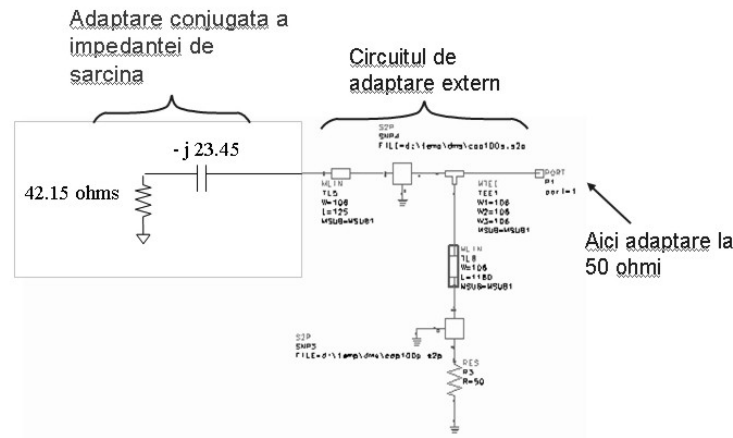 Adaptare conjugata a
impedantei de
sarcina
Circuitul de
adaptare extern
- j 23.45
42.15 ohms
S2P
SNP4
MLIN
TL5
W=106
L=125
MSUB=MSUB1
MTEE
TEE1
W1=106
W2=106
W3=106
MSUB=MSUB1
PORT
P1
port=1
Aici adaptare la
50 ohmi
MLIN
TL8
W=106
L=1180
MSUB=MSUB1
S2P
SNP3
RES
R3
R=50